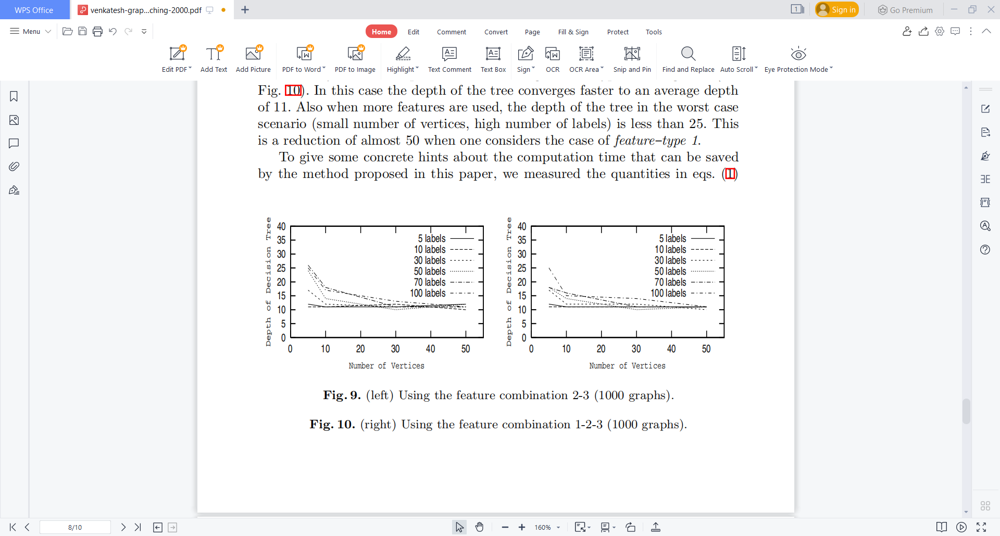 WPS Office
venkatesh-grap...ching-2000.pdf
1
Sign in
Go Premium
Menu
Home
Edit
Comment
Convert
Page
Fill & Sign
Protect
Tools
Edit PDF
Add Text
Add Picture
PDF to Word
PDF to Image
Highlight
Text Comment
Text Box
Sign
OCR
OCR Area
Snip and Pin
Find and Replace
Auto Scroll
Eye Protection Mode
Fig. 10). In this case the depth of the tree converges faster to an average depth
of 11. Also when more features are used, the depth of the tree in the worst case
scenario (small number of vertices, high number of labels) is less than 25. This
is a reduction of almost 50 when one considers the case of feature–type 1.
To give some concrete hints about the computation time that can be saved
by the method proposed in this paper, we measured the quantities in eqs. (1)
Depth of Decision Tree
40
35
30
25
20
15
10
5
0
5 labels
10 labels
30 labels
50 labels
70 labels
100 labels
0 10 20 30 40 50
Number of Vertices
Depth of Decision Tree
40
35
30
25
20
15
10
5
0
5 labels
10 labels
30 labels
50 labels
70 labels
100 labels
0 10 20 30 40 50
Number of Vertices
Fig. 9. (left) Using the feature combination 2-3 (1000 graphs).
Fig. 10. (right) Using the feature combination 1-2-3 (1000 graphs).
8/10
160%